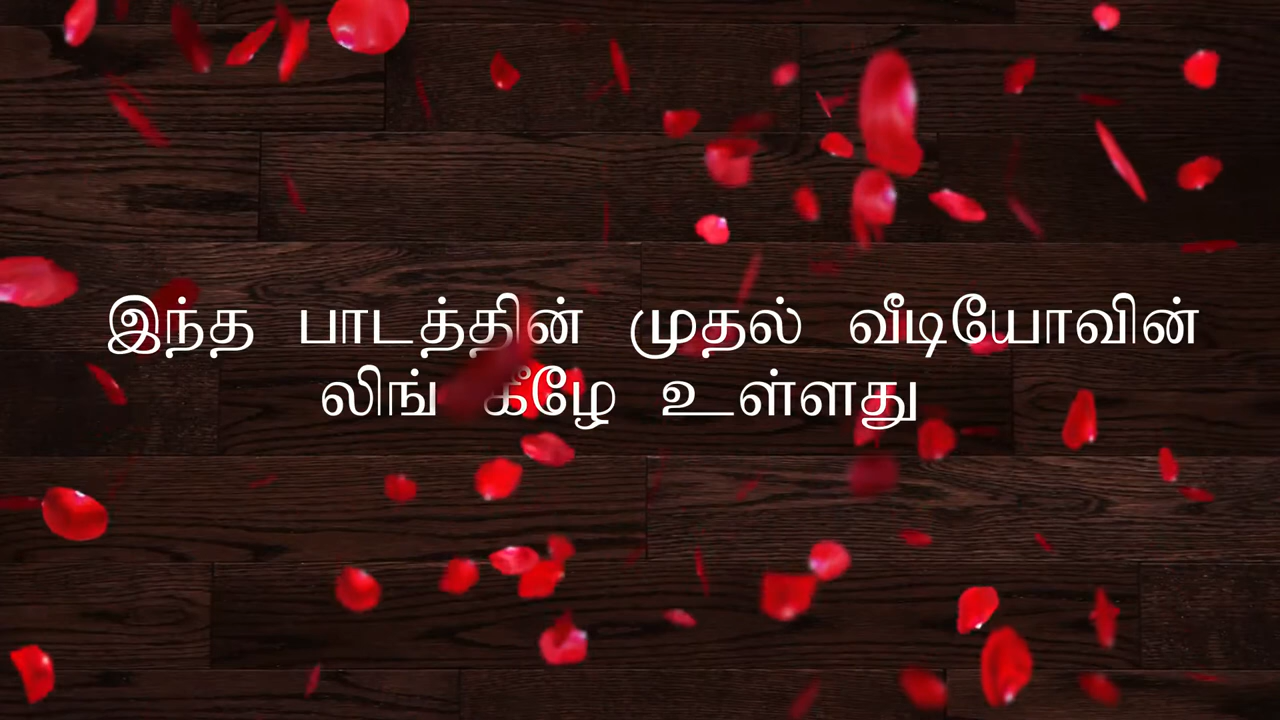 இந்த பாடத்தின் முதல் வீடியோவின்
லிங் கீழே உள்ளது